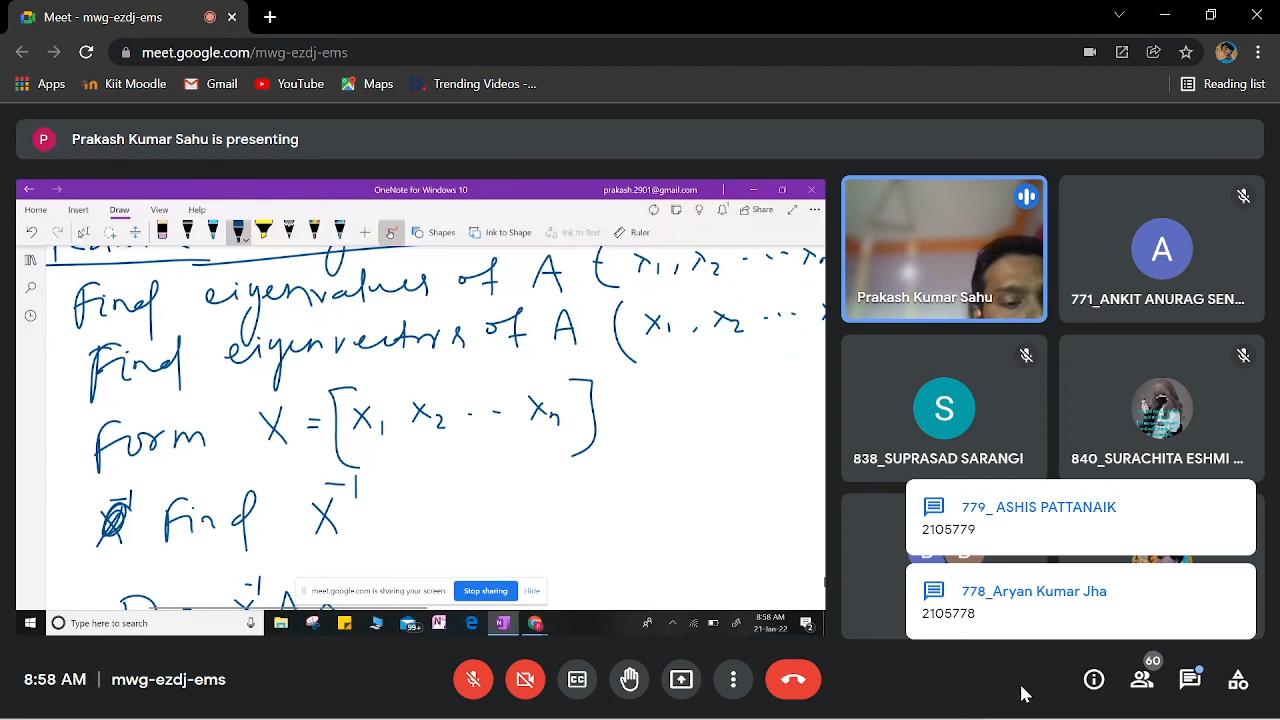 Meet - mwg-ezdj-ems
meet.google.com/mwg-ezdj-ems
Apps Kiit Moodle Gmail YouTube Maps Trending Videos -... Reading list
P Prakash Kumar Sahu is presenting
OneNote for Windows 10 prakash.2901@gmail.com
Home Insert Draw View Help Share
Shapes Ink to Shape Ink to Text Ruler
Find eigenvalues of A (λ1, λ2 ... λn
Find eigenvectors of A (x1, x2 ...
Form X = [x1 x2 .. xn]
Find X^-1
meet.google.com is sharing your screen. Stop sharing Hide
Type here to search 99+ 8:58 AM
21-Jan-22 2
Prakash Kumar Sahu
A
771_ANKIT ANURAG SEN...
S
838_SUPRASAD SARANGI
840_SURACHITA ESHMI ...
779_ ASHIS PATTANAIK
2105779
778_Aryan Kumar Jha
2105778
8:58 AM mwg-ezdj-ems 60